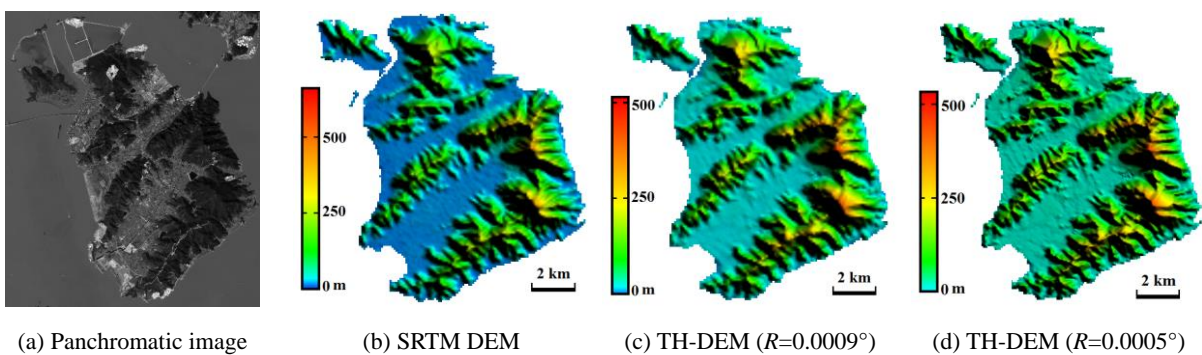 500
250
0 m
2 km
500
250
0 m
2 km
500
250
0 m
2 km
(a) Panchromatic image
(b) SRTM DEM
(c) TH-DEM (R=0.0009°)
(d) TH-DEM (R=0.0005°)